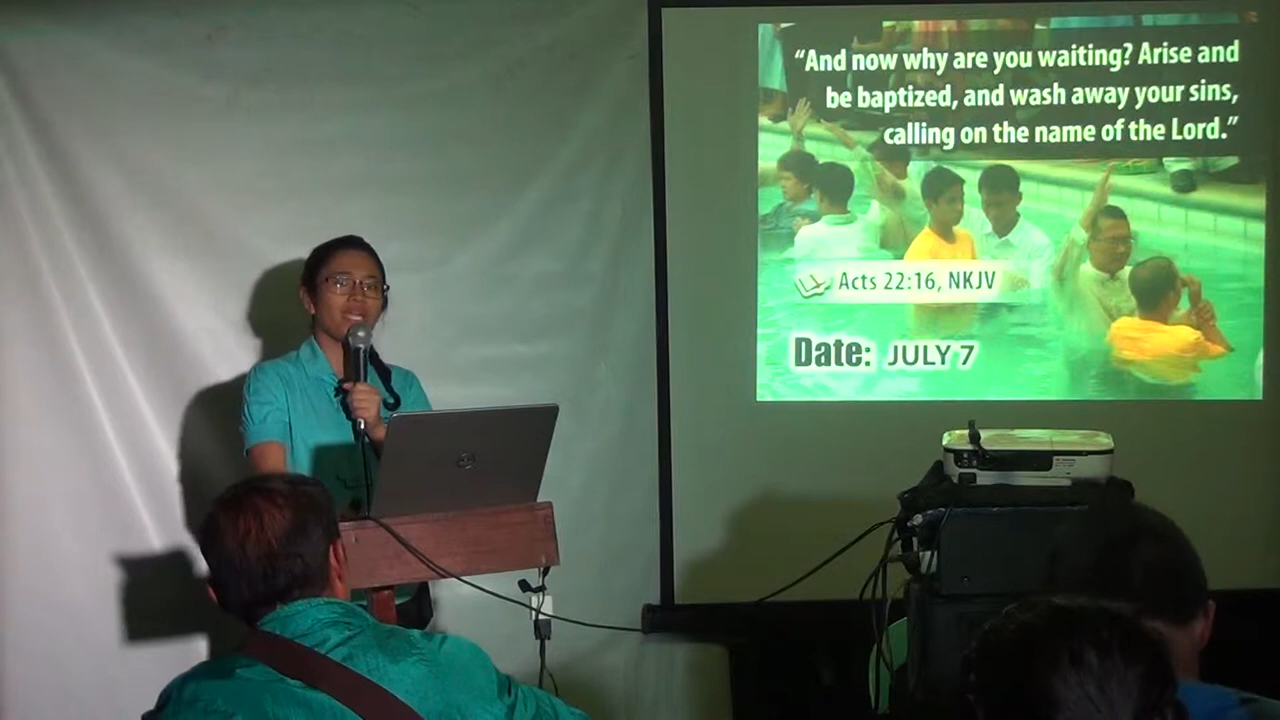 “And now why are you waiting? Arise and
be baptized, and wash away your sins,
calling on the name of the Lord.”
Acts 22:16, NKJV
Date: JULY 7